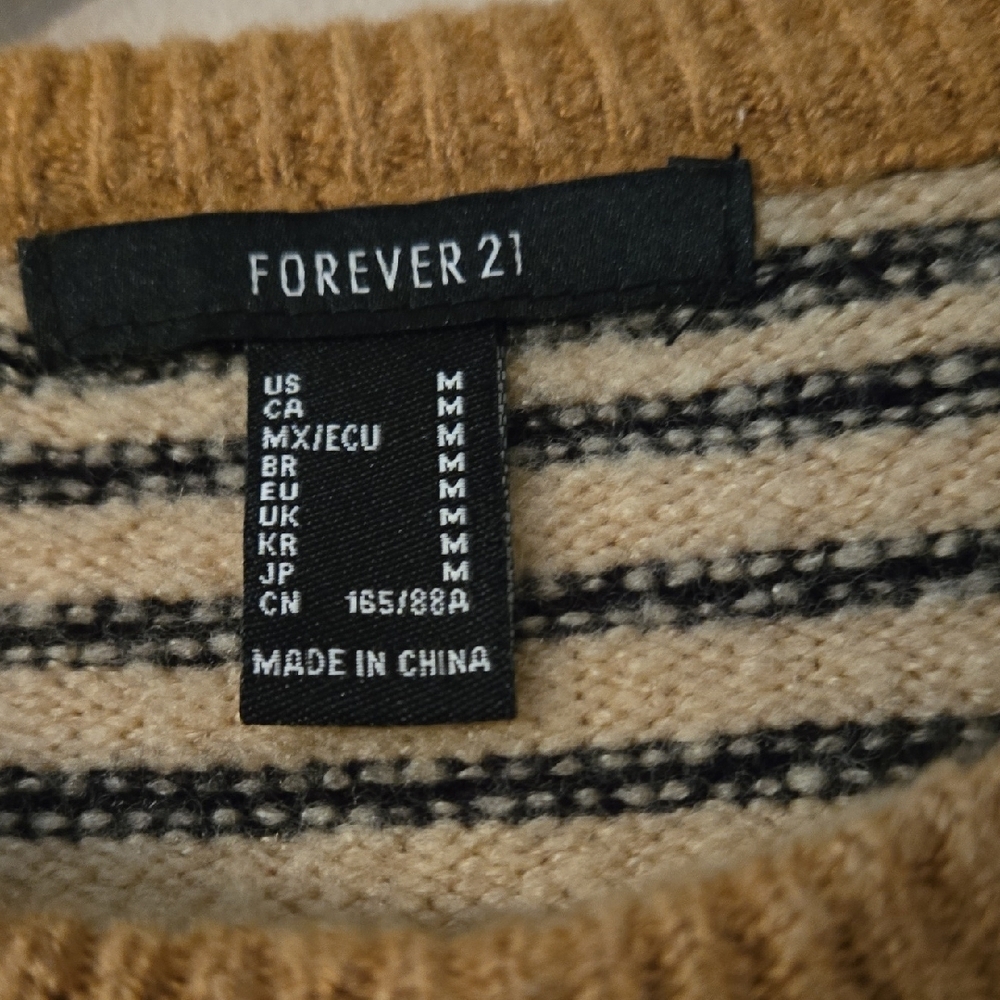 FOREVER 21
US M
CA M
MX/ECU M
BR M
EU M
UK M
KR M
JP M
CN 165/88A
MADE IN CHINA